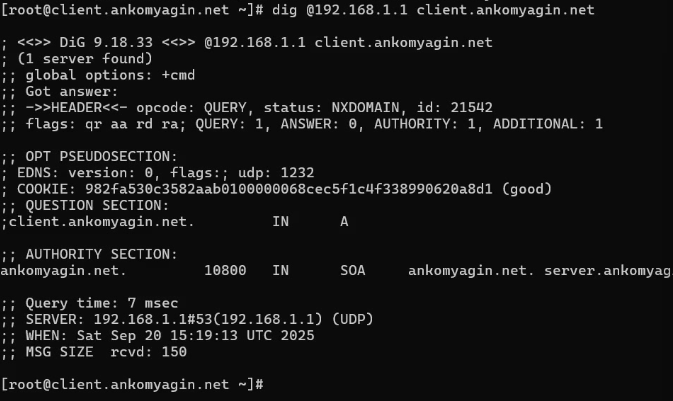 [root@client.ankomyagin.net ~]# dig @192.168.1.1 client.ankomyagin.net
; <<>> DiG 9.18.33 <<>> @192.168.1.1 client.ankomyagin.net
; (1 server found)
;; global options: +cmd
;; Got answer:
;; ->>HEADER<<- opcode: QUERY, status: NXDOMAIN, id: 21542
;; flags: qr aa rd ra; QUERY: 1, ANSWER: 0, AUTHORITY: 1, ADDITIONAL: 1
;; OPT PSEUDOSECTION:
; EDNS: version: 0, flags:; udp: 1232
; COOKIE: 982fa530c3582aab0100000068cec5f1c4f338990620a8d1 (good)
;; QUESTION SECTION:
;client.ankomyagin.net. IN A
;; AUTHORITY SECTION:
ankomyagin.net. 10800 IN SOA ankomyagin.net. server.ankomyag
;; Query time: 7 msec
;; SERVER: 192.168.1.1#53(192.168.1.1) (UDP)
;; WHEN: Sat Sep 20 15:19:13 UTC 2025
;; MSG SIZE rcvd: 150
[root@client.ankomyagin.net ~]#